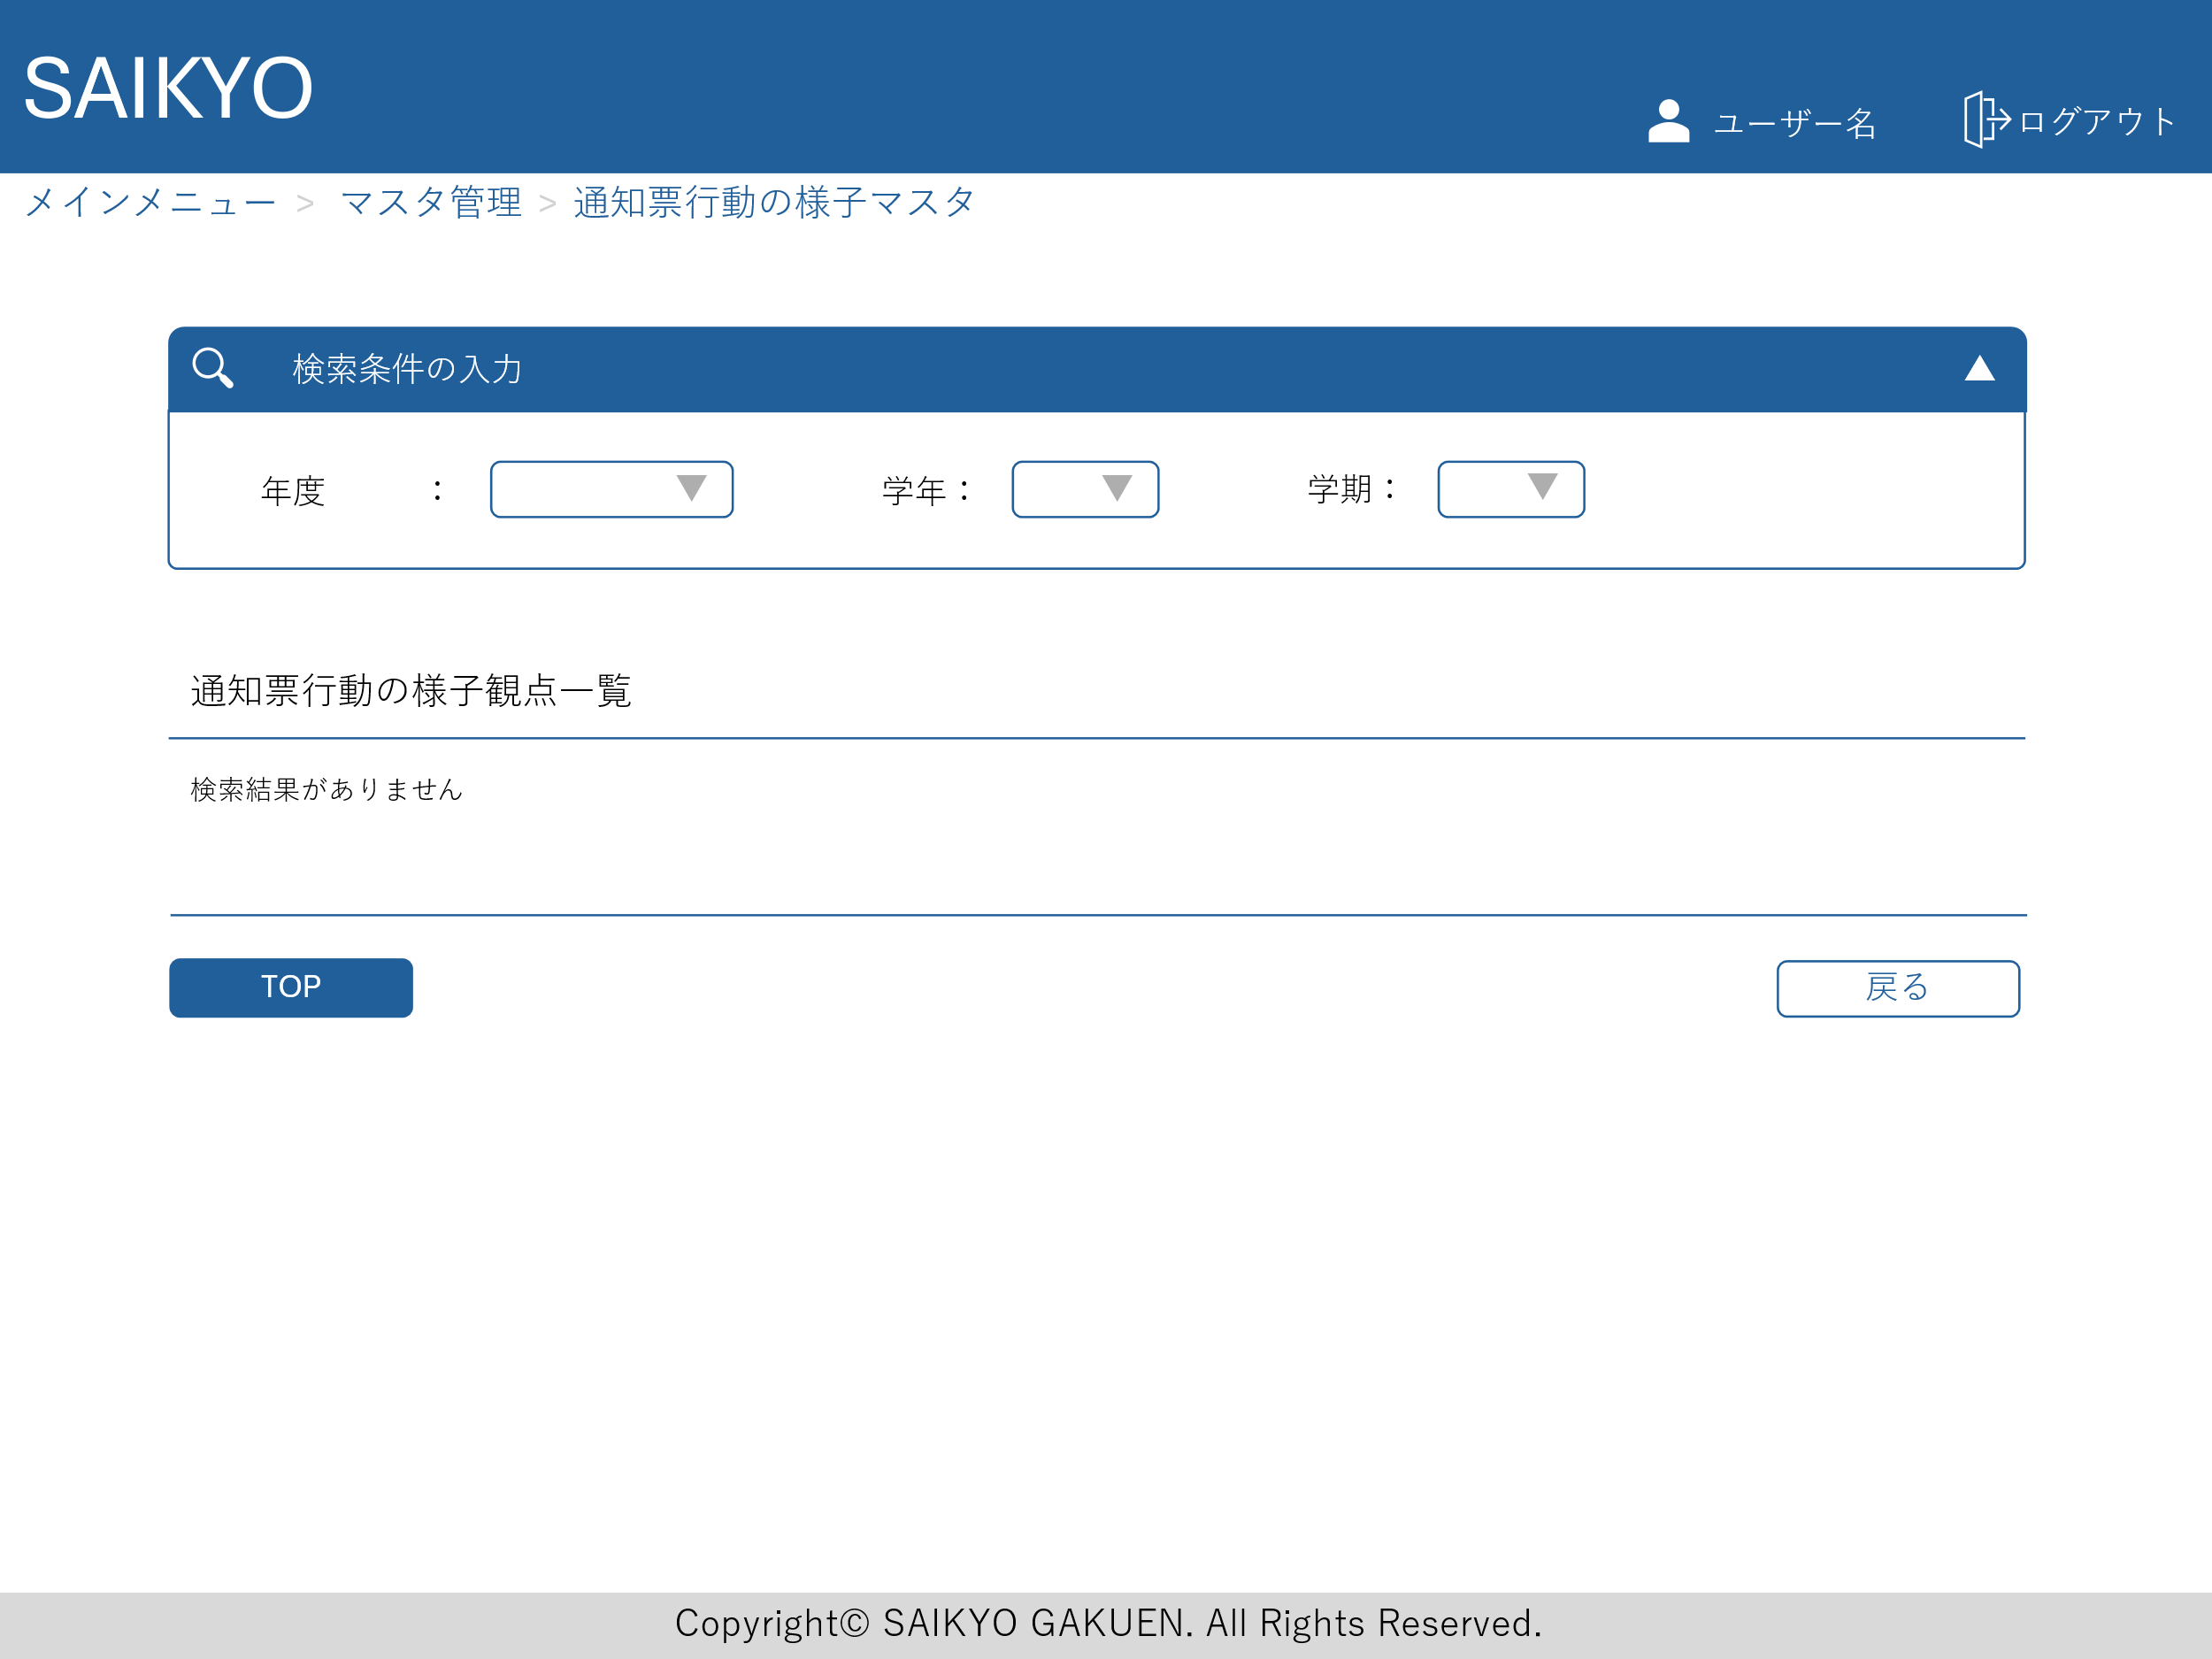 SAIKYO
ユーザー名 ログアウト
メインメニュー > マスタ管理 > 通知票行動の様子マスタ
検索条件の入力
年度 : 学年： 学期：
通知票行動の様子観点一覧
検索結果がありません
TOP 戻る
Copyright© SAIKYO GAKUEN. All Rights Reserved.